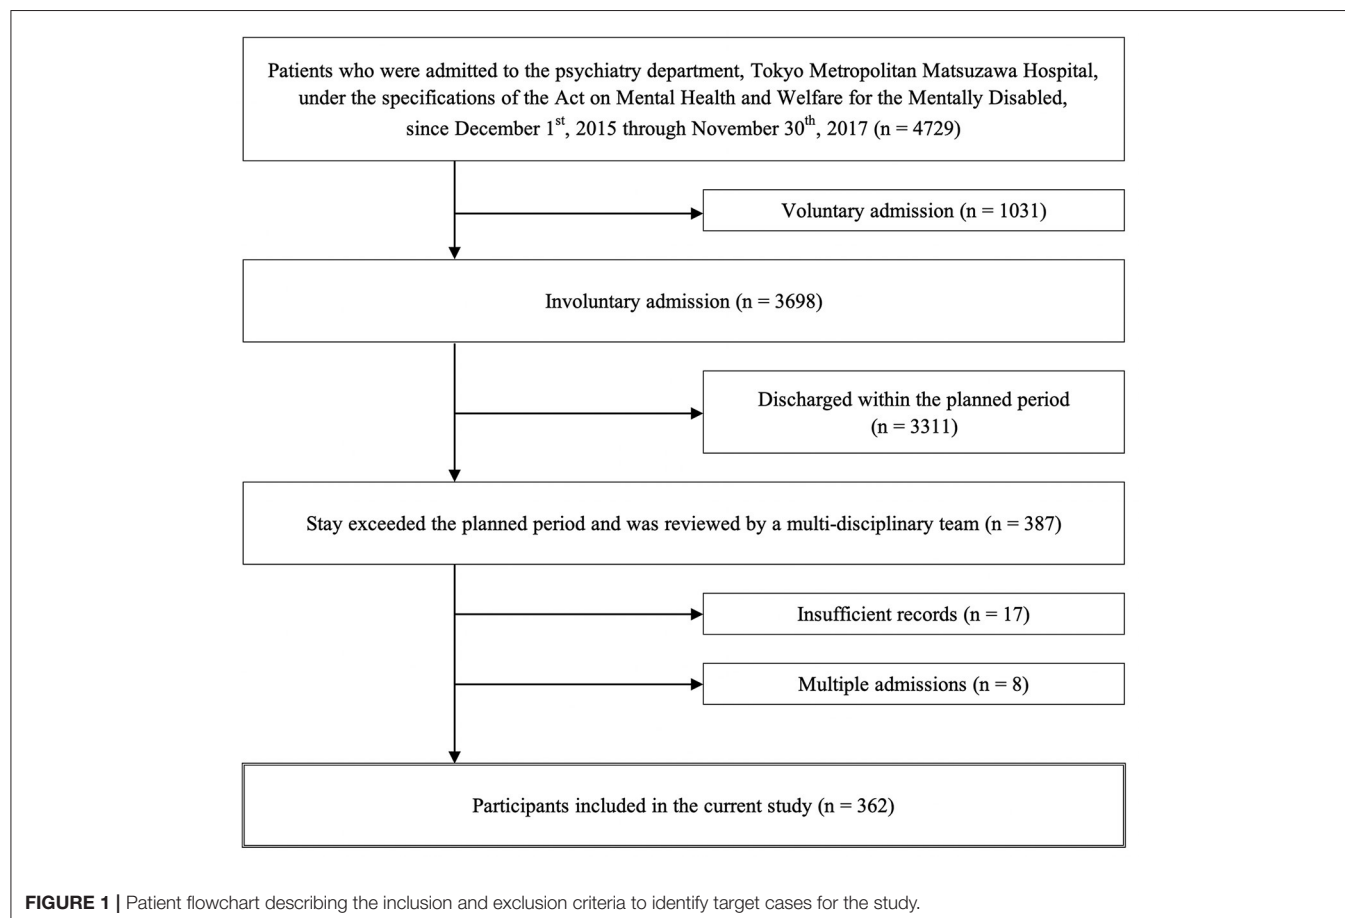 Patients who were admitted to the psychiatry department, Tokyo Metropolitan Matsuzawa Hospital,
under the specifications of the Act on Mental Health and Welfare for the Mentally Disabled,
since December 1st, 2015 through November 30th, 2017 (n = 4729)
Voluntary admission (n = 1031)
Involuntary admission (n = 3698)
Discharged within the planned period
(n = 3311)
Stay exceeded the planned period and was reviewed by a multi-disciplinary team (n = 387)
Insufficient records (n = 17)
Multiple admissions (n = 8)
Participants included in the current study (n = 362)
FIGURE 1 | Patient flowchart describing the inclusion and exclusion criteria to identify target cases for the study.